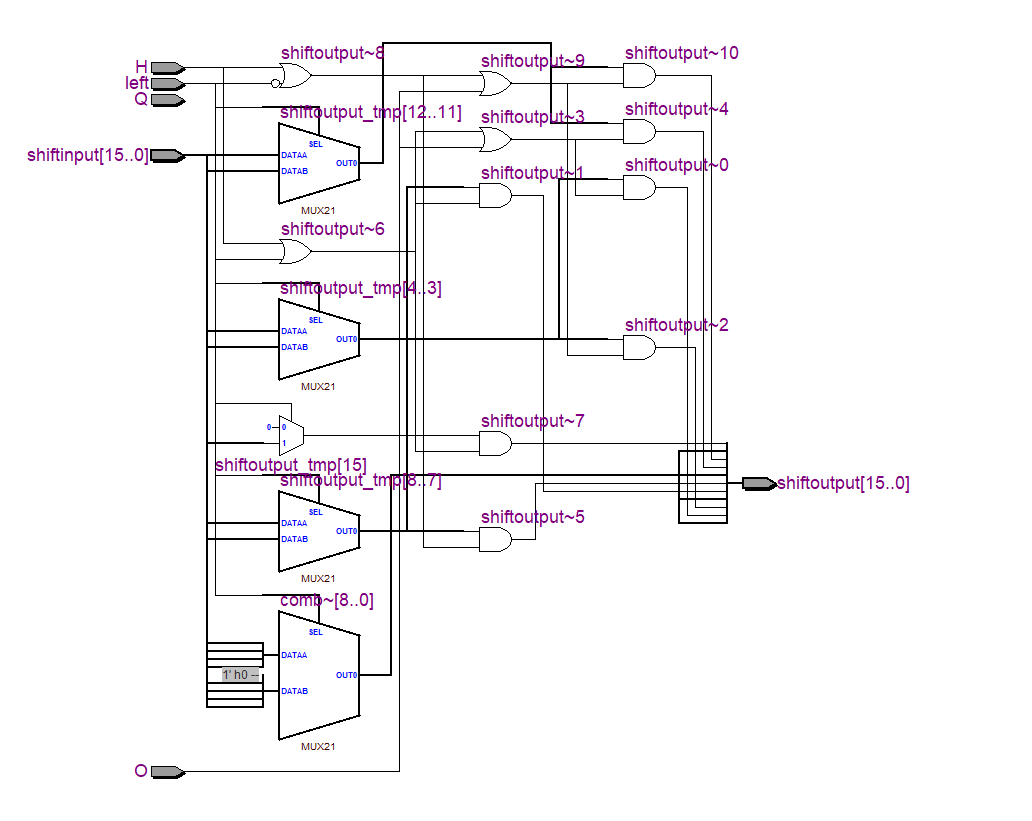 shiftoutput~8
shiftoutput~9
shiftoutput~10
H
left
Q
shiftoutput_tmp[12..11]
shiftoutput~3
shiftoutput~4
SEL
DATAA
DATAB
OUT0
MUX21
shiftinput[15..0]
shiftoutput~1
shiftoutput~0
shiftoutput~6
shiftoutput_tmp[4..3]
SEL
DATAA
DATAB
OUT0
MUX21
shiftoutput~2
0
0
1
shiftoutput~7
shiftoutput_tmp[15]
shiftoutput_tmp[8..7]
SEL
DATAA
DATAB
OUT0
MUX21
shiftoutput[15..0]
shiftoutput~5
comb~[8..0]
SEL
DATAA
1' h0 --
DATAB
OUT0
MUX21
O